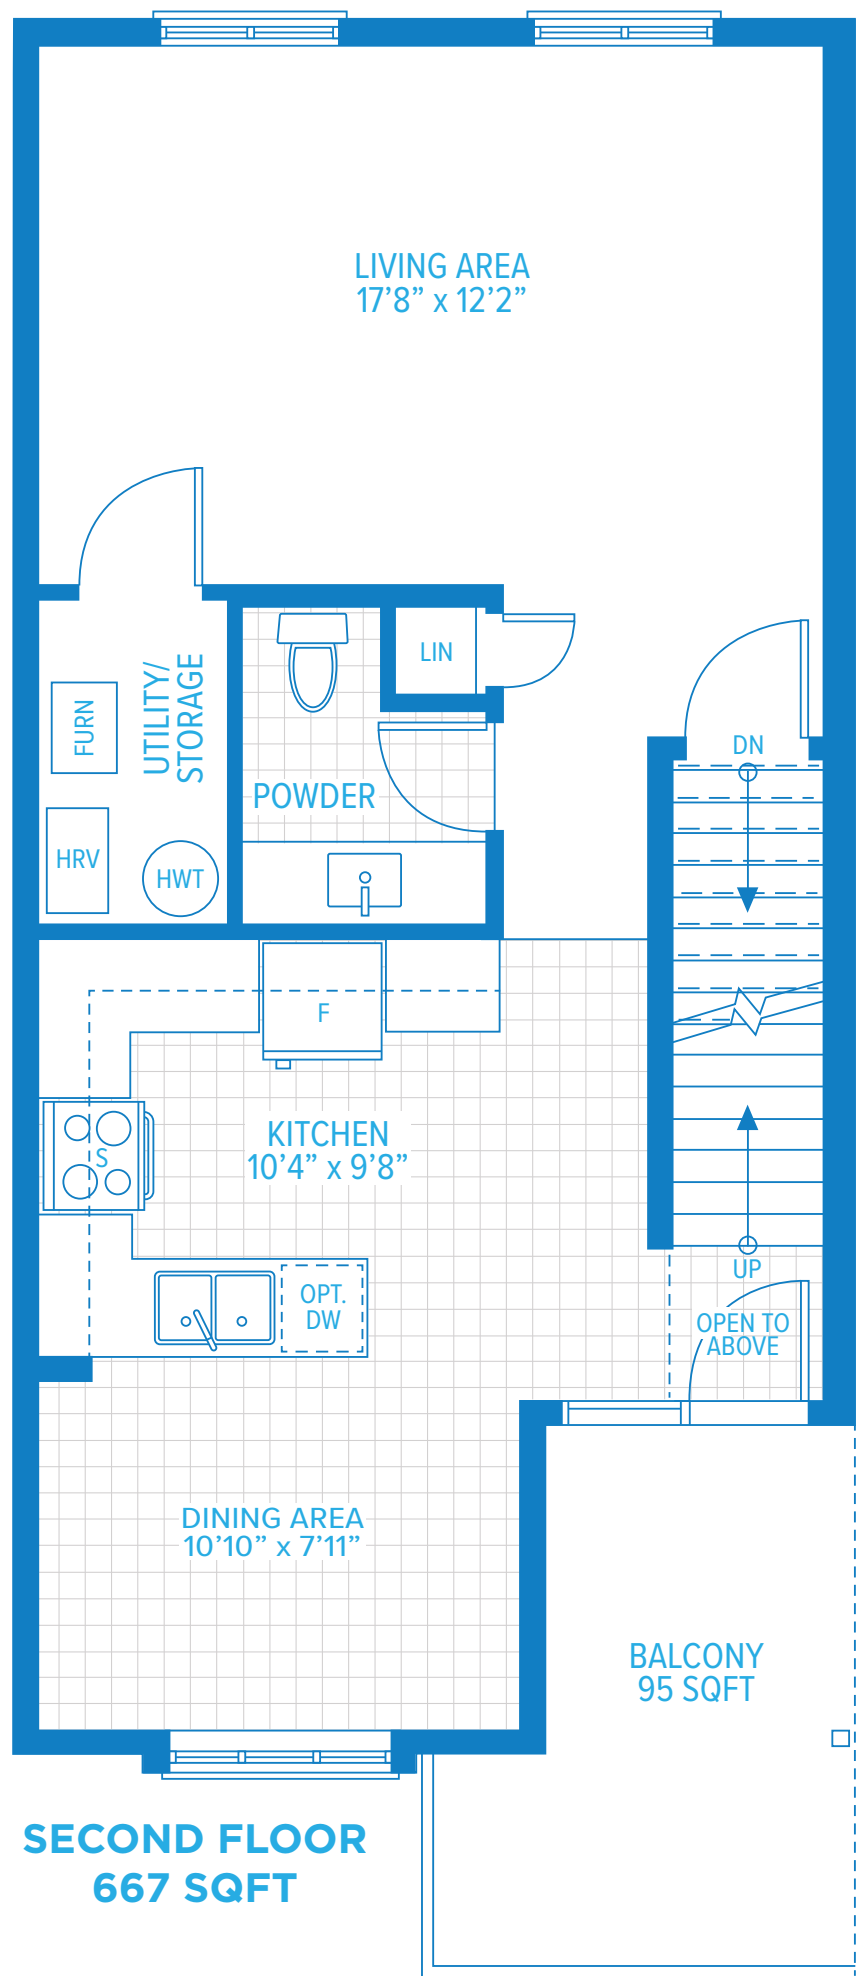 LIVING AREA
17'8” x 12'2”
LIN
UTILITY/
STORAGE
FURN
DN
POWDER
HRV
HWT
F
KITCHEN
10'4” x 9'8”
S
UP
OPT.
DW
OPEN TO
ABOVE
DINING AREA
10'10” x 7'11”
BALCONY
95 SQFT
SECOND FLOOR
667 SQFT